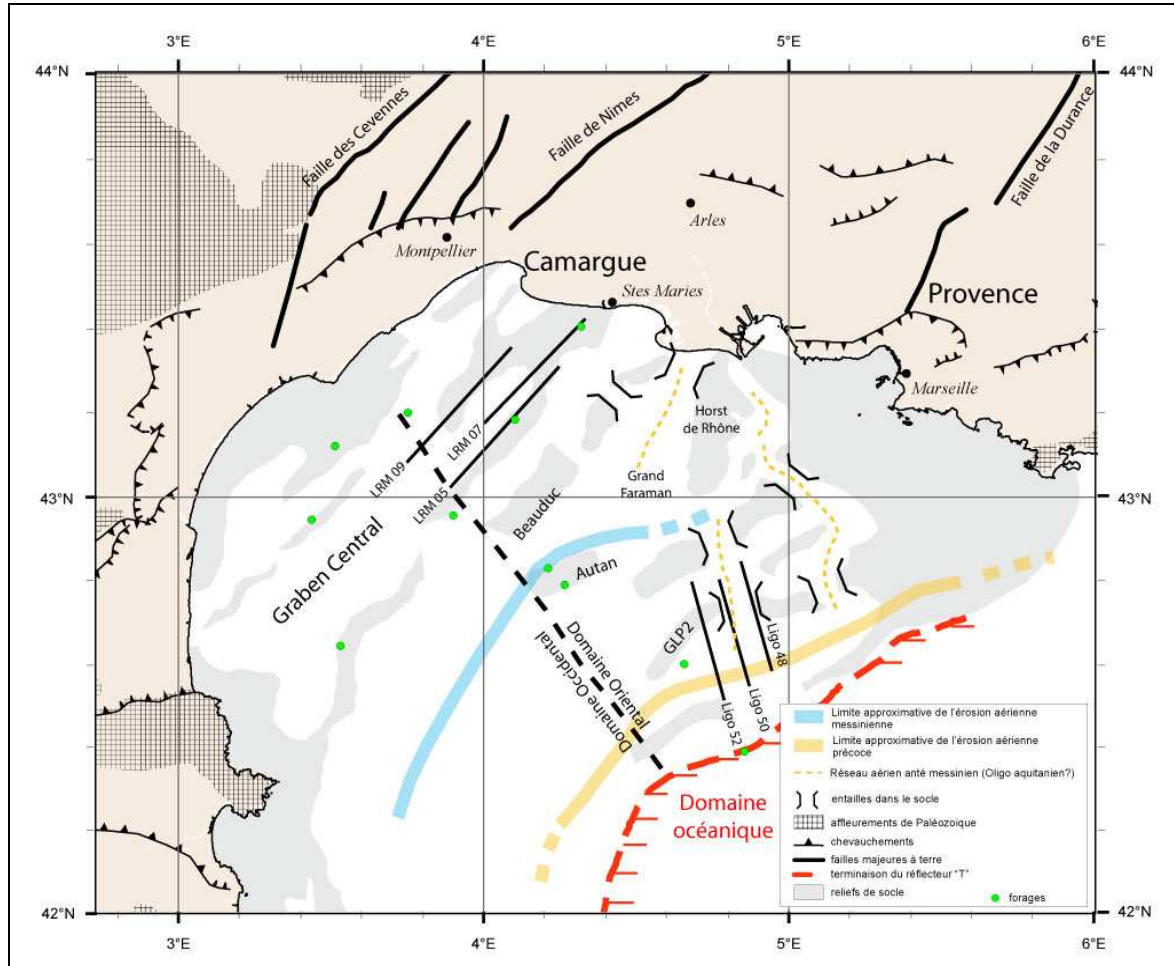 3°E
4°E
5°E
6°E
44°N
44°N
Faille des Cevennes
Faille de Nimes
Faille de la Durance
Arles
Montpellier
Camargue
Stes Maries
Provence
Marseille
Horst
de Rhône
LRM 09
LRM 07
LRM 05
Grand
Faraman
43°N
43°N
Beauduc
Graben Central
Autan
Domaine Oriental
Domaine Occidental
GLP2
Ligo 48
Ligo 50
Ligo 52
Domaine
océanique
Limite approximative de l'érosion aérienne
messinienne
Limite approximative de l'érosion aérienne
précoce
Réseau aérien anté messinien (Oligo aquitanien?)
entailles dans le socle
affleurements de Paléozoique
chevauchements
failles majeures à terre
terminaison du réflecteur "T"
reliefs de socle
forages
42°N
42°N
3°E
4°E
5°E
6°E